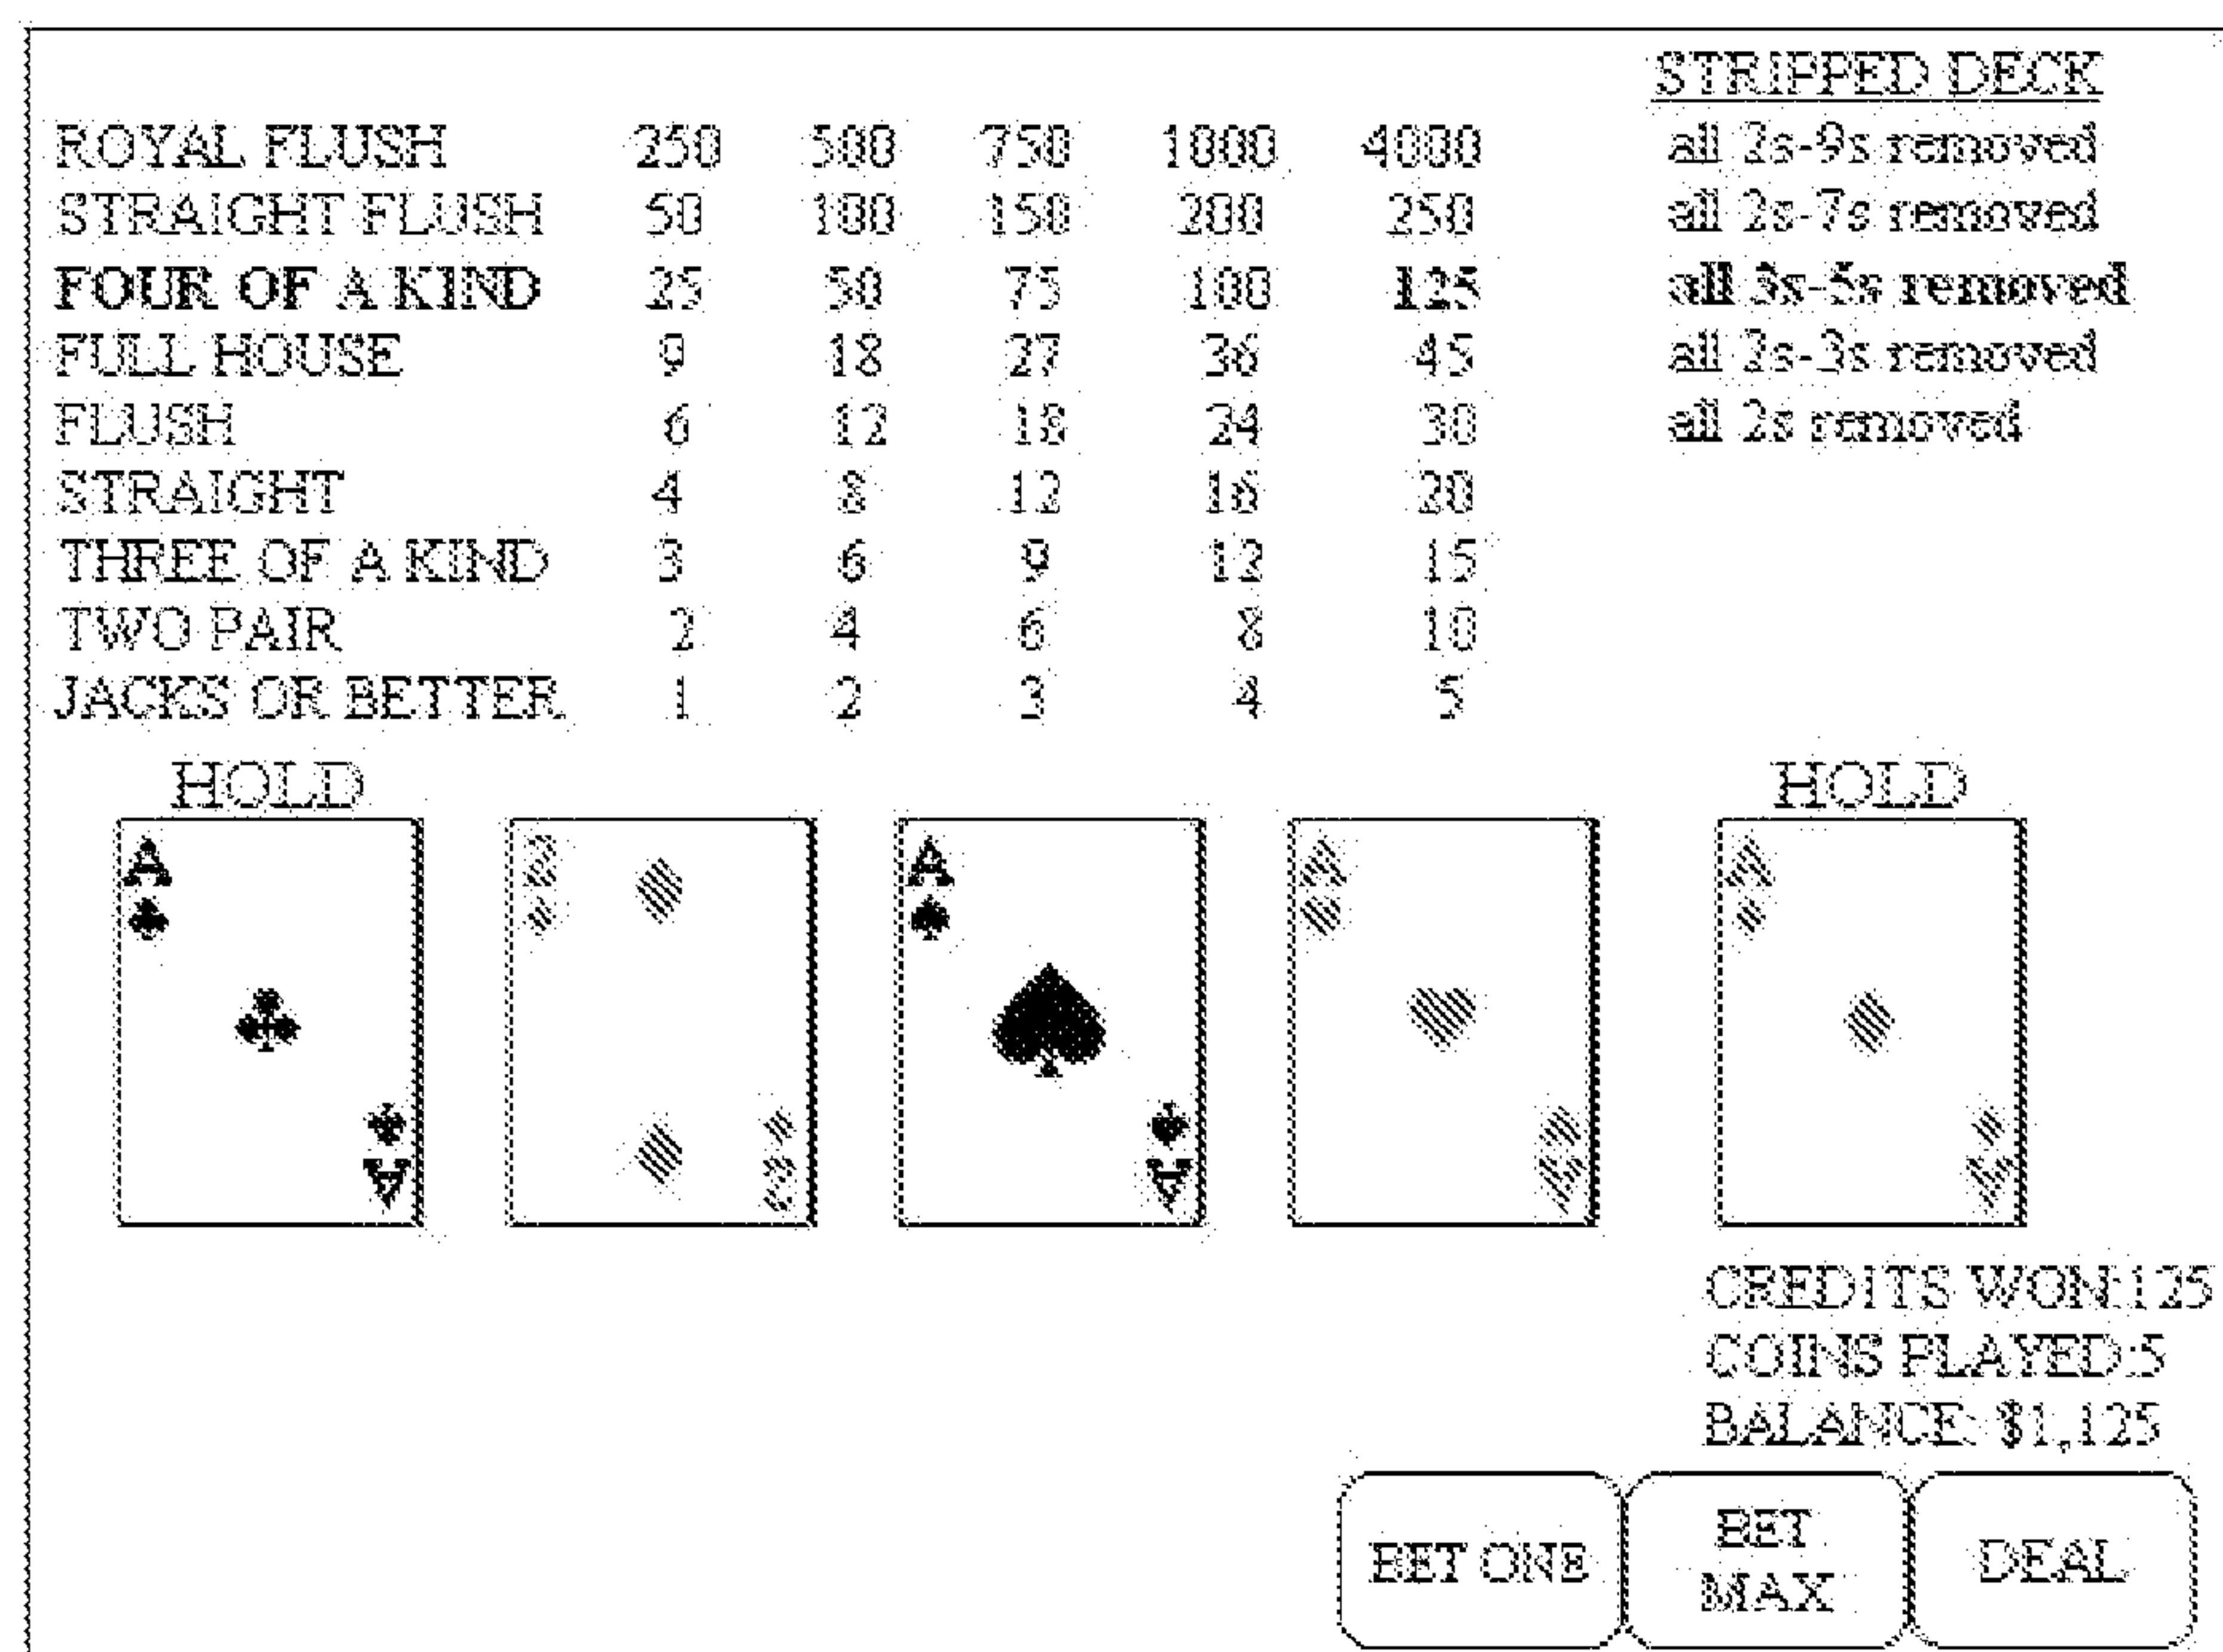 STRIPPED DECK
ROYAL FLUSH 250 500 750 1000 4000 all 2s-9s removed
STRAIGHT FLUSH 50 100 150 200 250 all 2s-7s removed
FOUR OF A KIND 25 50 75 100 125 all 3s-5s removed
FULL HOUSE 9 18 27 36 45 all 2s-3s removed
FLUSH 6 12 18 24 30 all 2s removed
STRAIGHT 4 8 12 16 20
THREE OF A KIND 3 6 9 12 15
TWO PAIR 2 4 6 8 10
JACKS OR BETTER 1 2 3 4 5
HOLD HOLD
A 2 A A A
A 2 A A A
CREDITS WON:125
COINS PLAYED:5
BALANCE: $1,125
BET ONE BET MAX DEAL